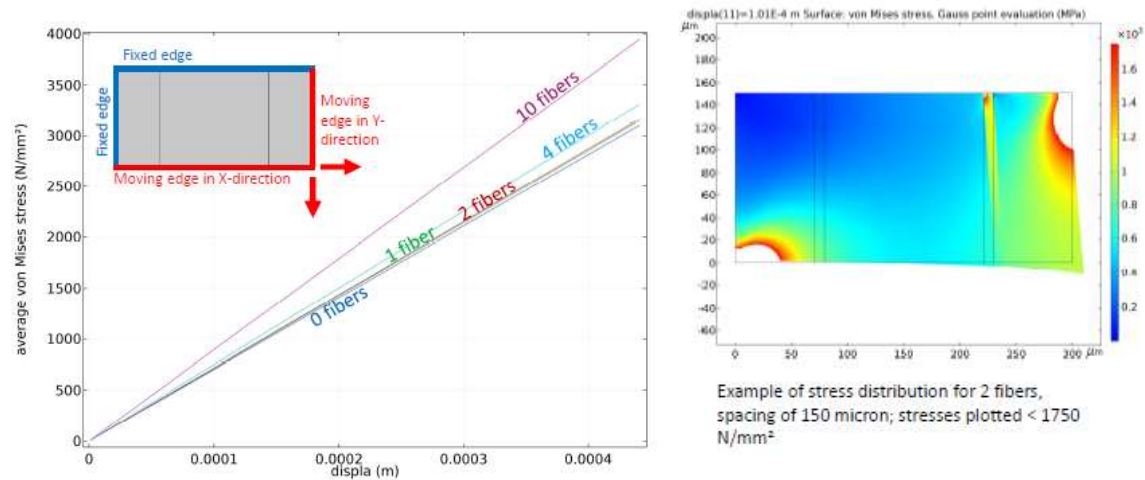 displa(11)=1.01E-4 m Surface: von Mises stress, Gauss point evaluation (MPa)
average von Mises stress (N/mm²)
4000
3500
3000
2500
2000
1500
1000
500
0
0
0.0001
0.0002
0.0003
0.0004
displa (m)
Fixed edge
Fixed edge
Moving
edge in Y-
direction
Moving edge in X-direction
10 fibers
4 fibers
2 fibers
1 fiber
0 fibers
μm
200
180
160
140
120
100
80
60
40
20
0
-20
-40
-60
0
50
100
150
200
250
300
μm
×10³
1.6
1.4
1.2
1
0.8
0.6
0.4
0.2
Example of stress distribution for 2 fibers,
spacing of 150 micron; stresses plotted < 1750
N/mm²